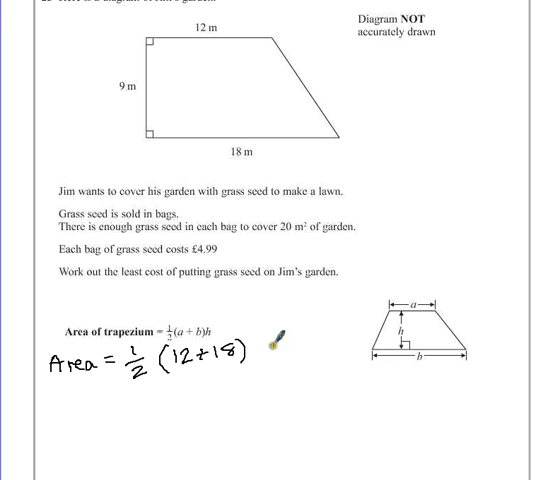 12 m
Diagram NOT
accurately drawn
9 m
18 m
Jim wants to cover his garden with grass seed to make a lawn.
Grass seed is sold in bags.
There is enough grass seed in each bag to cover 20 m² of garden.
Each bag of grass seed costs £4.99
Work out the least cost of putting grass seed on Jim's garden.
a
Area of trapezium = ½(a + b)h
h
b
Area = 1/2 (12+18)